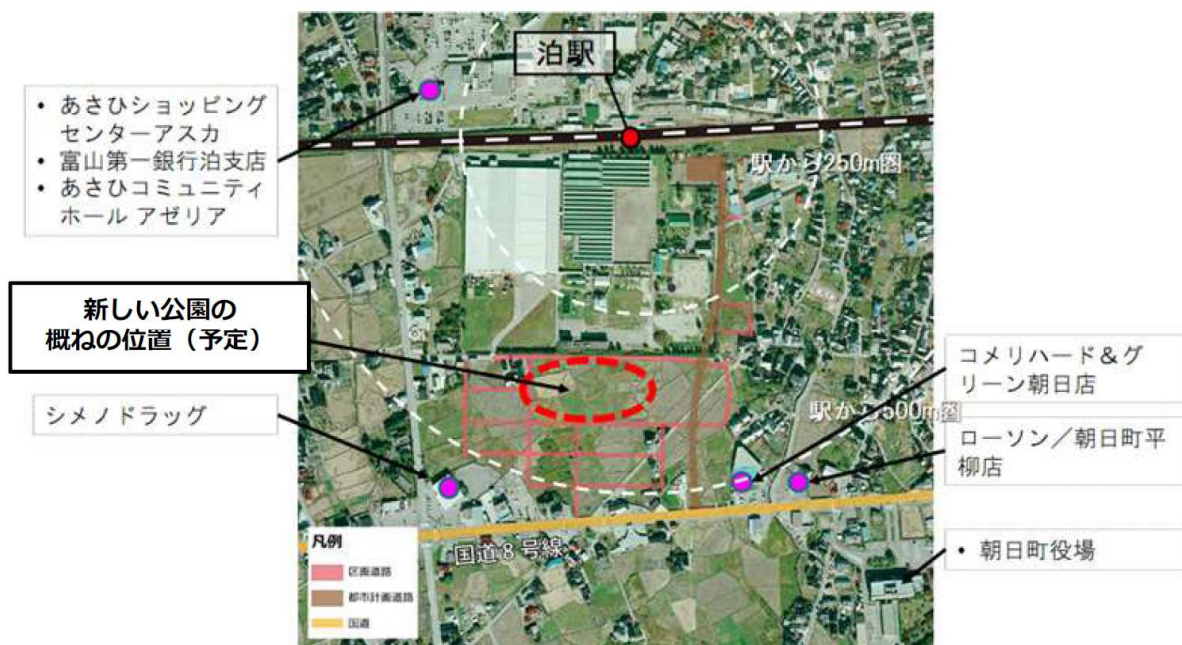 泊駅
• あさひショッピング
センターアスカ
• 富山第一銀行泊支店
• あさひコミュニティ
ホール アゼリア
駅から250m圏
新しい公園の
概ねの位置（予定）
コメリハード＆グ
リーン朝日店
シメノドラッグ
駅から500m圏
ローソン／朝日町平
柳店
国道８号線
• 朝日町役場
凡例
区画道路
都市計画道路
国道